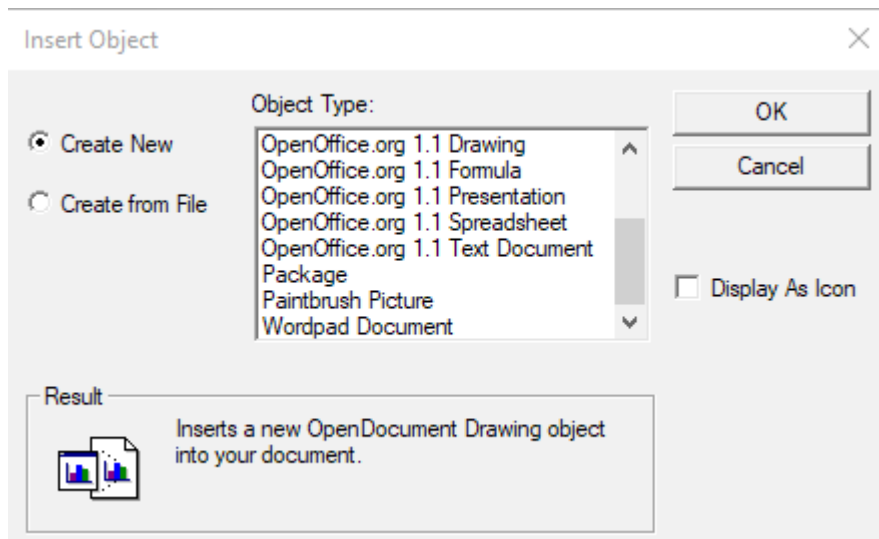 Insert Object
Object Type:
Create New
Create from File
OpenOffice.org 1.1 Drawing
OpenOffice.org 1.1 Formula
OpenOffice.org 1.1 Presentation
OpenOffice.org 1.1 Spreadsheet
OpenOffice.org 1.1 Text Document
Package
Paintbrush Picture
Wordpad Document
OK
Cancel
Display As Icon
Result
Inserts a new OpenDocument Drawing object
into your document.